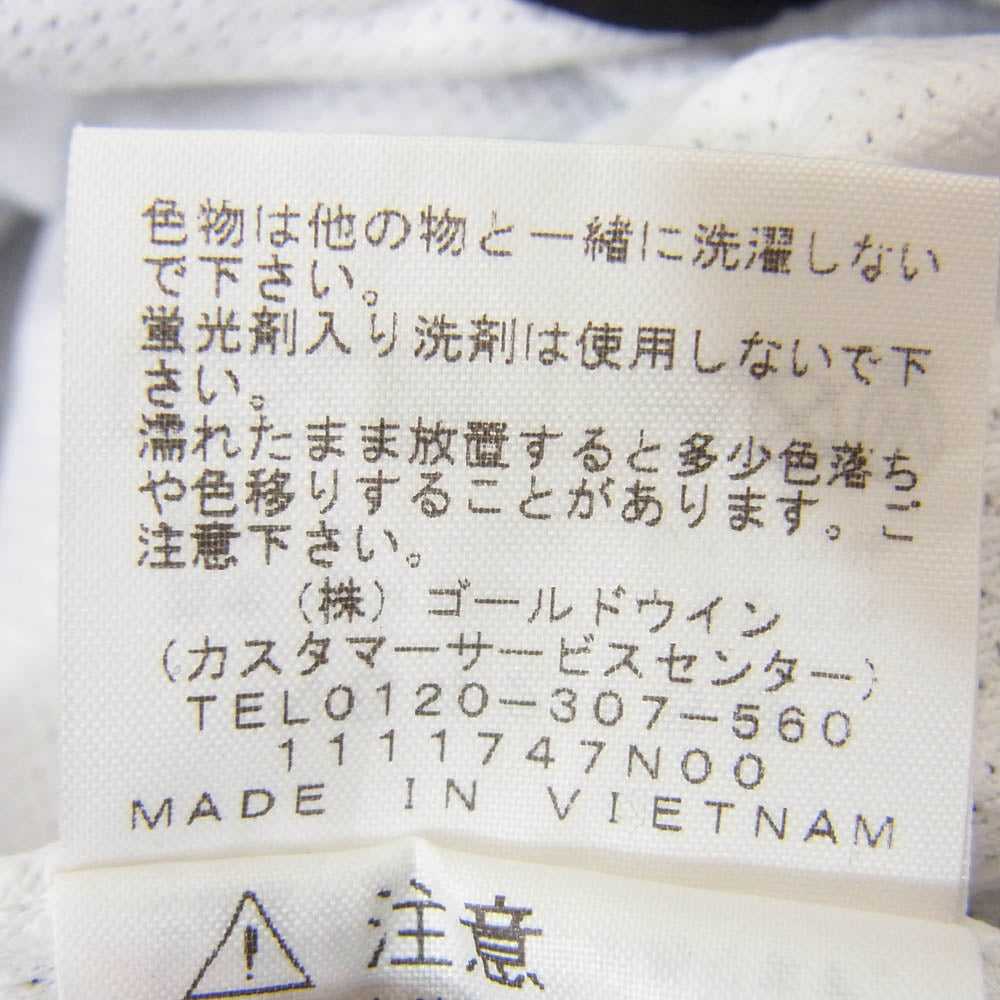 色物は他の物と一緒に洗濯しない
で下さい。
蛍光剤入り洗剤は使用しないで下
さい。
濡れたまま放置すると多少色落ち
や色移りすることがあります。ご
注意下さい。
(株) ゴールドウイン
(カスタマーサービスセンター)
TEL0120-307-560
1111747N00
MADE IN VIETNAM
注意